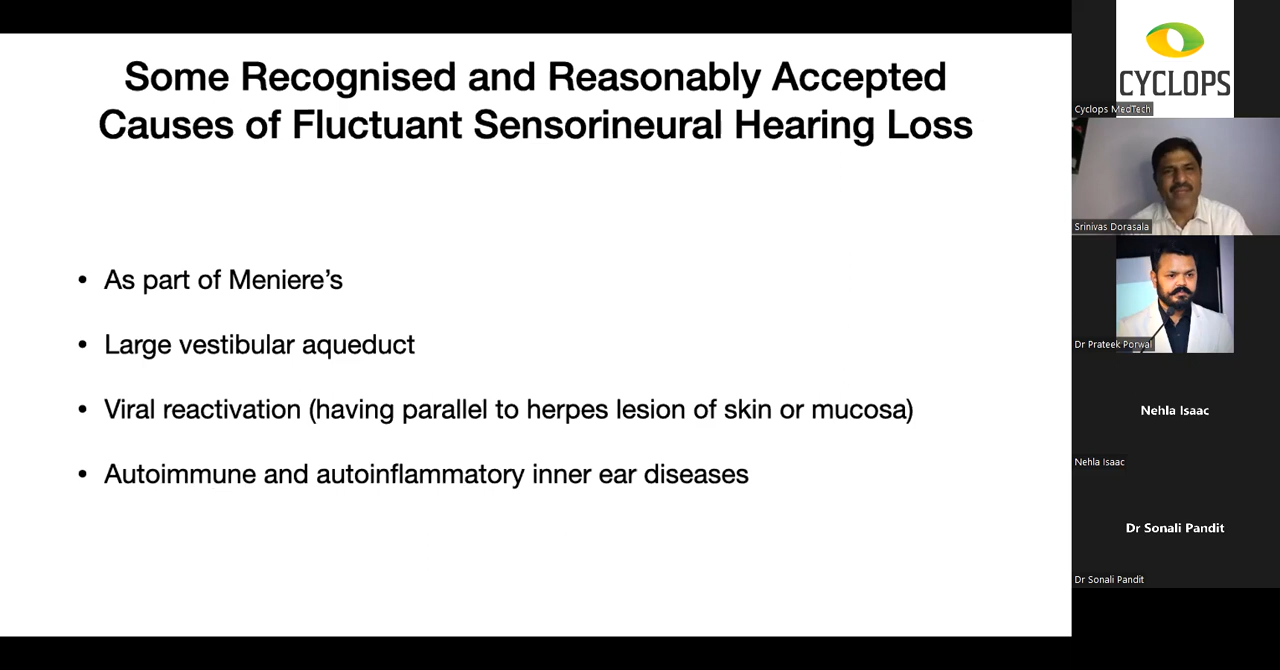 Some Recognised and Reasonably Accepted
Causes of Fluctuant Sensorineural Hearing Loss
• As part of Meniere’s
• Large vestibular aqueduct
• Viral reactivation (having parallel to herpes lesion of skin or mucosa)
• Autoimmune and autoinflammatory inner ear diseases
CYCLOPS
Cyclops MedTech
Srinivas Dorasala
Dr Prateek Porwal
Nehla Isaac
Nehla Isaac
Dr Sonali Pandit
Dr Sonali Pandit